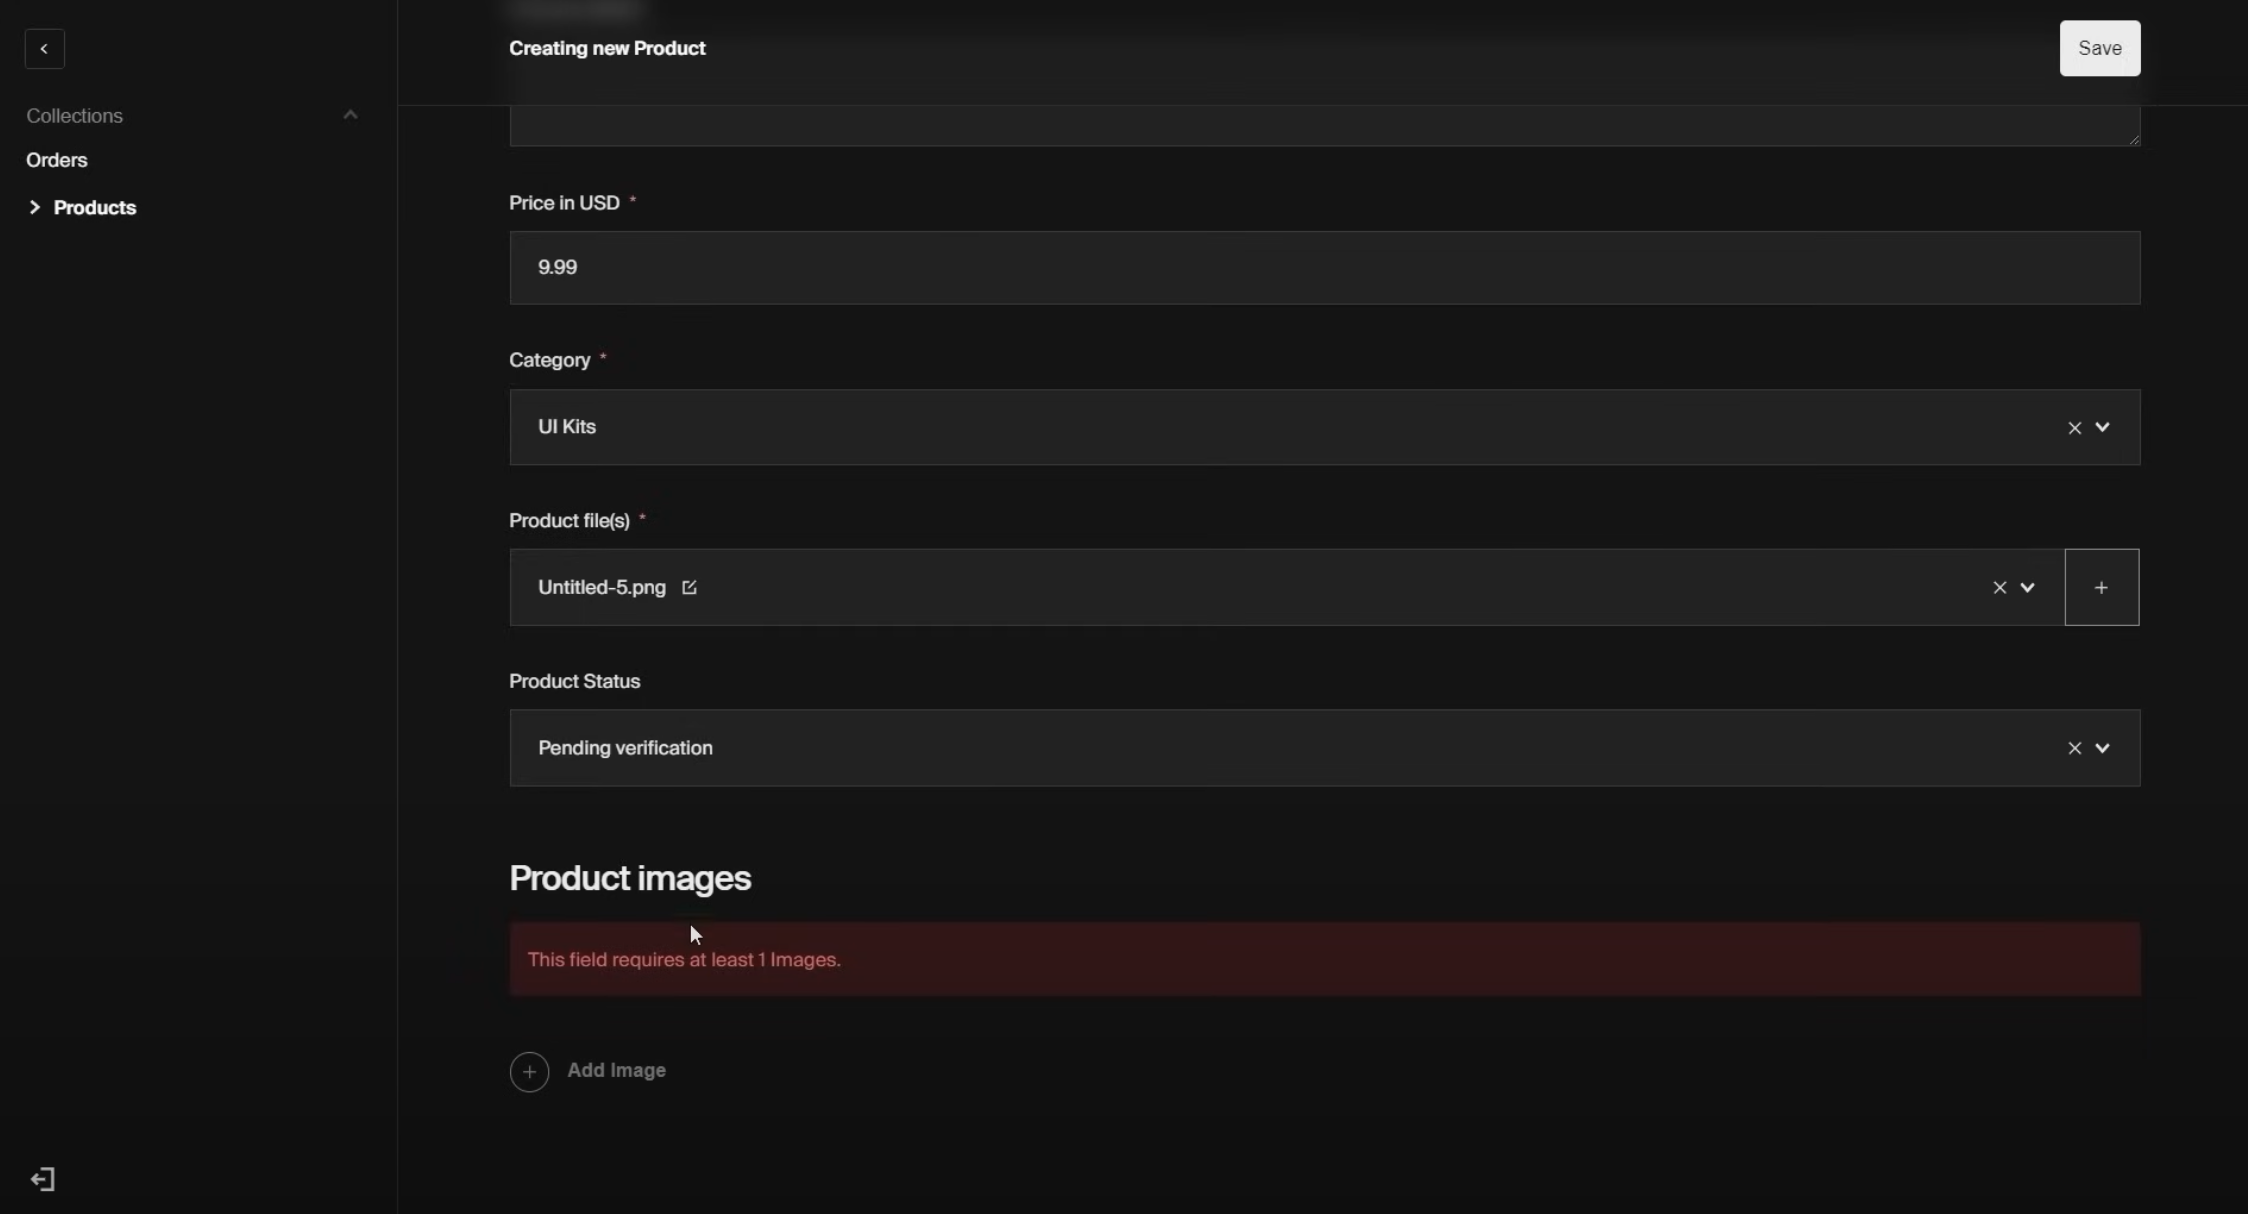 Creating new Product
Save
Collections
Orders
Products
Price in USD *
9.99
Category *
UI Kits
Product file(s) *
Untitled-5.png
Product Status
Pending verification
Product images
This field requires at least 1 Images.
Add Image